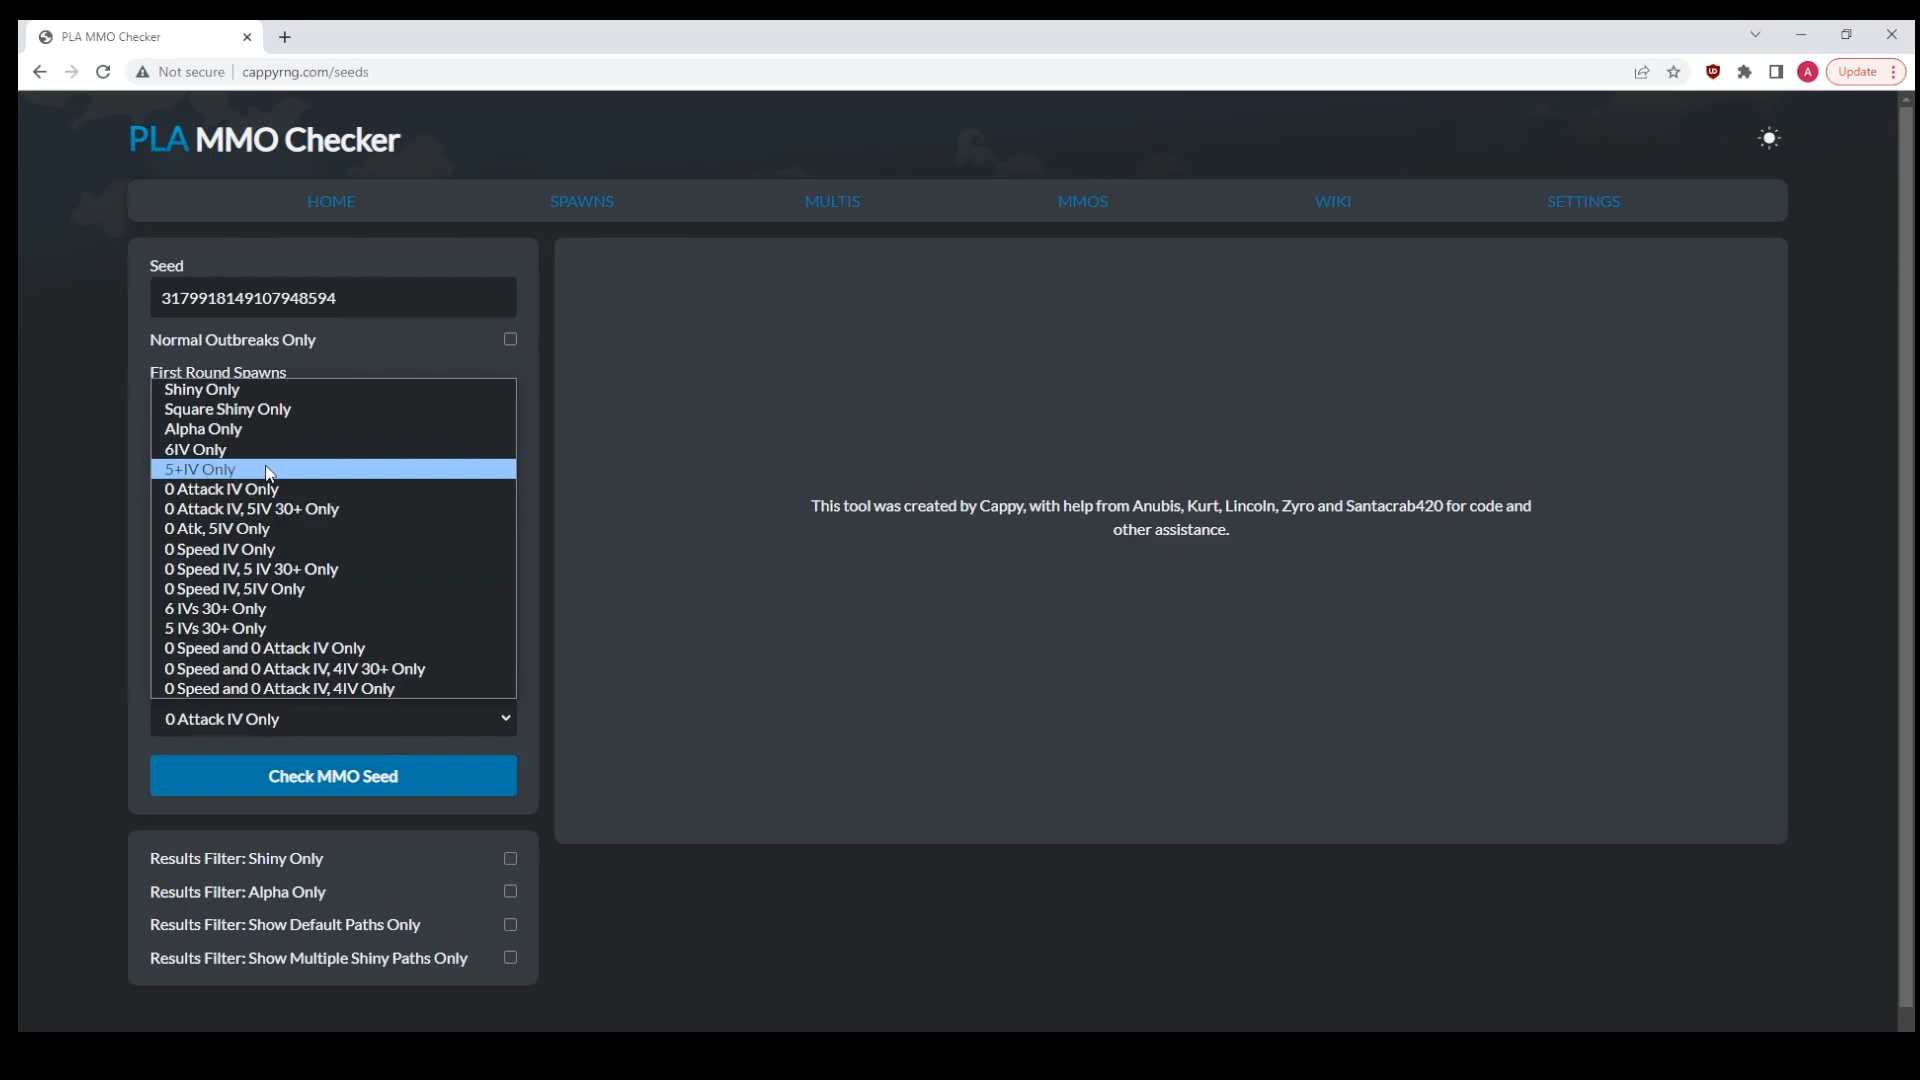 PLA MMO Checker
Not secure
cappyrng.com/seeds
A
Update
PLA MMO Checker
HOME
SPAWNS
MULTIS
MMOS
WIKI
SETTINGS
Seed
3179918149107948594
Normal Outbreaks Only
First Round Spawns
Shiny Only
Square Shiny Only
Alpha Only
6IV Only
5+IV Only
0 Attack IV Only
0 Attack IV, 5IV 30+ Only
0 Atk, 5IV Only
0 Speed IV Only
0 Speed IV, 5 IV 30+ Only
0 Speed IV, 5IV Only
6 IVs 30+ Only
5 IVs 30+ Only
0 Speed and 0 Attack IV Only
0 Speed and 0 Attack IV, 4IV 30+ Only
0 Speed and 0 Attack IV, 4IV Only
0 Attack IV Only
Check MMO Seed
Results Filter: Shiny Only
Results Filter: Alpha Only
Results Filter: Show Default Paths Only
Results Filter: Show Multiple Shiny Paths Only
This tool was created by Cappy, with help from Anubis, Kurt, Lincoln, Zyro and Santacrab420 for code and
other assistance.